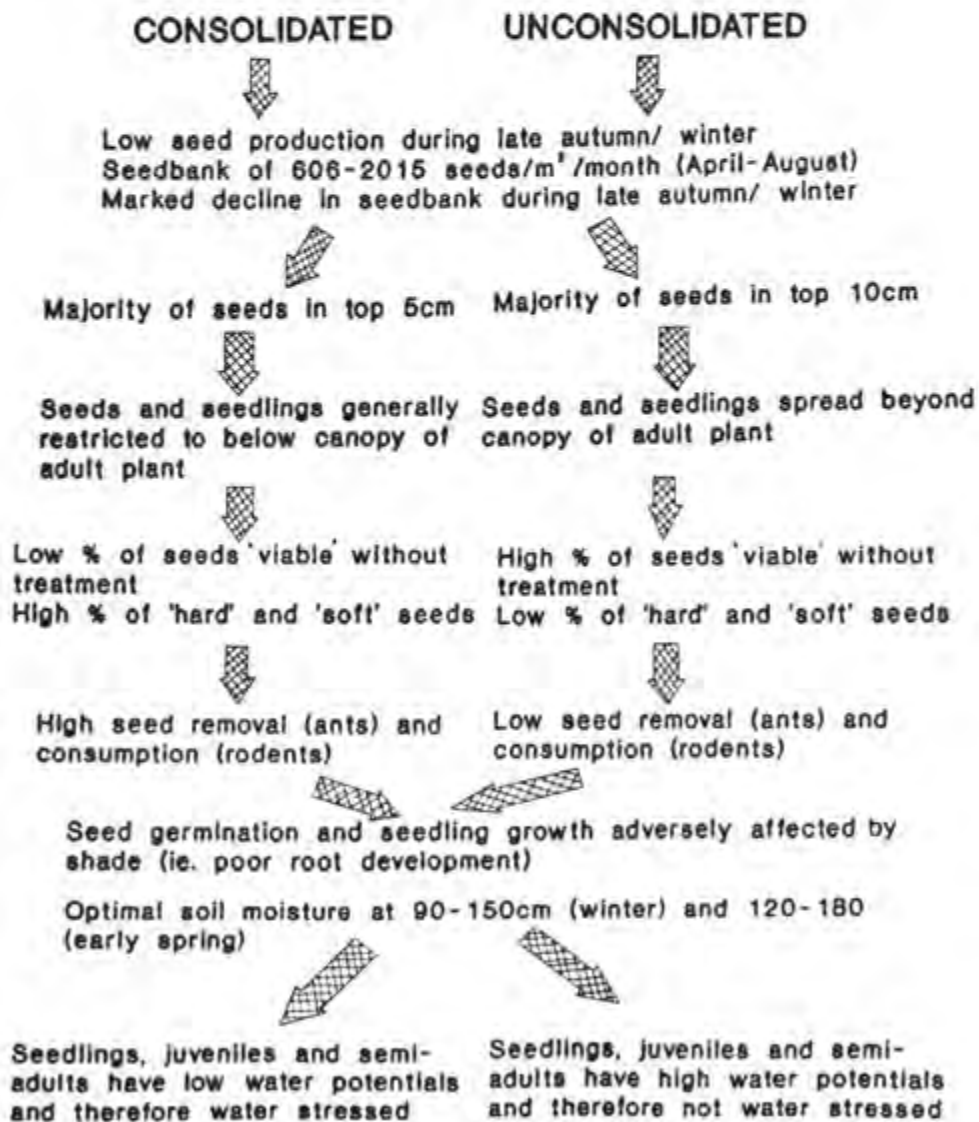 CONSOLIDATED UNCONSOLIDATED
Low seed production during late autumn/ winter
Seedbank of 606-2015 seeds/m²/month (April-August)
Marked decline in seedbank during late autumn/ winter
Majority of seeds in top 5cm
Majority of seeds in top 10cm
Seeds and seedlings generally
restricted to below canopy of
adult plant
Seeds and seedlings spread beyond
canopy of adult plant
Low % of seeds 'viable' without
treatment
High % of 'hard' and 'soft' seeds
High % of seeds 'viable' without
treatment
Low % of 'hard' and 'soft' seeds
High seed removal (ants) and
consumption (rodents)
Low seed removal (ants) and
consumption (rodents)
Seed germination and seedling growth adversely affected by
shade (ie. poor root development)
Optimal soil moisture at 90-150cm (winter) and 120-180
(early spring)
Seedlings, juveniles and semi-
adults have low water potentials
and therefore water stressed
Seedlings, juveniles and semi-
adults have high water potentials
and therefore not water stressed